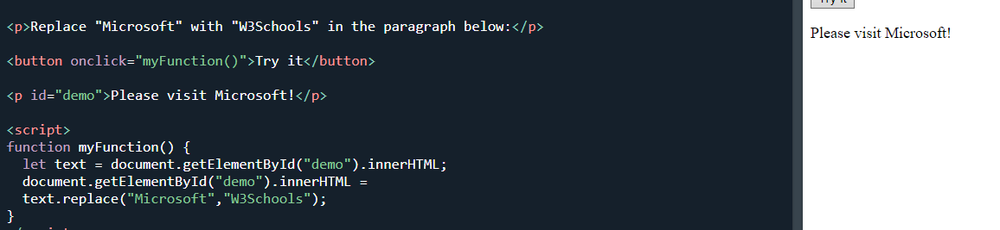 Try it
<p>Replace "Microsoft" with "W3Schools" in the paragraph below:</p>
Please visit Microsoft!
<button onclick="myFunction()">Try it</button>
<p id="demo">Please visit Microsoft!</p>
<script>
function myFunction() {
  let text = document.getElementById("demo").innerHTML;
  document.getElementById("demo").innerHTML =
  text.replace("Microsoft","W3Schools");
}